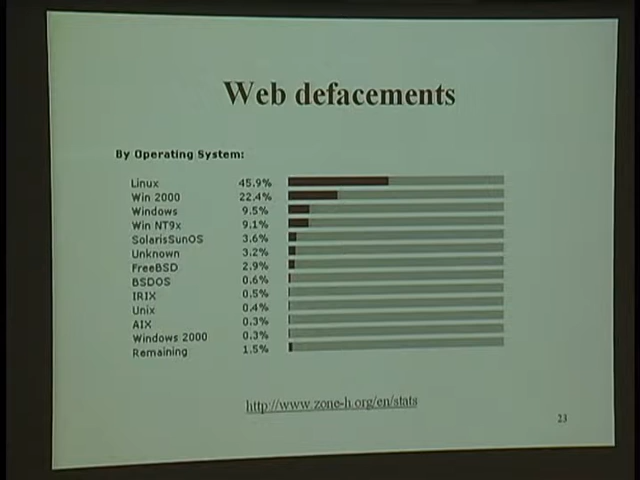 Web defacements
By Operating System:
Linux 45.9%
Win 2000 22.4%
Windows 9.5%
Win NT9x 9.1%
SolarisSunOS 3.6%
Unknown 3.2%
FreeBSD 2.9%
BSDOS 0.6%
IRIX 0.5%
Unix 0.4%
AIX 0.3%
Windows 2000 0.3%
Remaining 1.5%
http://www.zone-h.org/en/stats
23